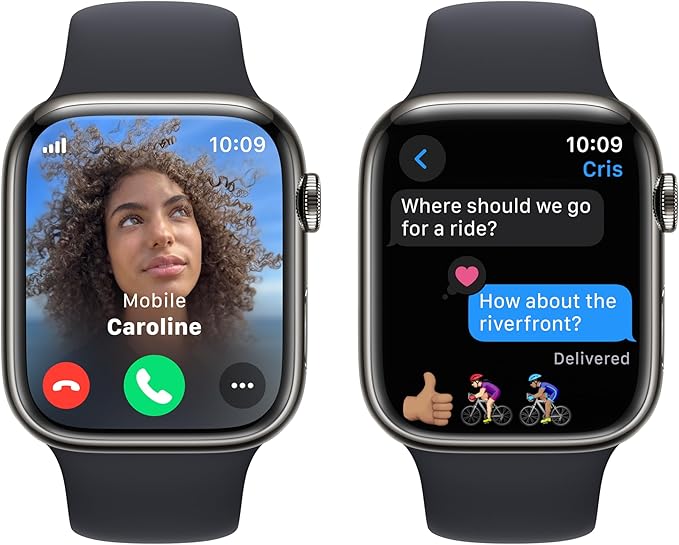 10:09
Mobile
Caroline
10:09
Cris
Where should we go
for a ride?
How about the
riverfront?
Delivered